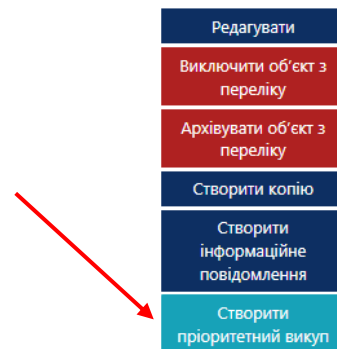 Редагувати
Виключити об'єкт з
переліку
Архівувати об'єкт з
переліку
Створити копію
Створити
інформаційне
повідомлення
Створити
пріоритетний викуп